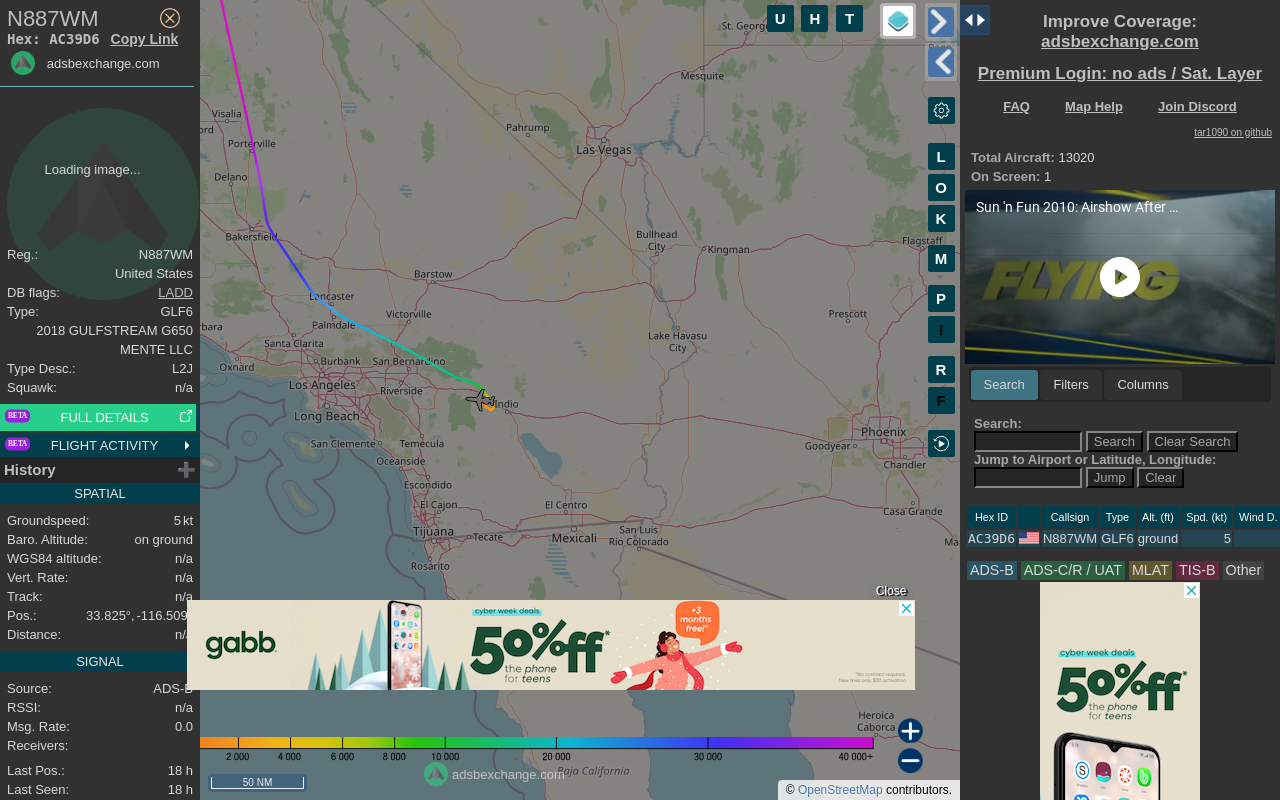 N887WM
Hex: AC39D6 Copy Link
adsbexchange.com
Loading image...
Reg.: N887WM
United States
DB flags: LADD
Type: GLF6
2018 GULFSTREAM G650
MENTE LLC
Type Desc.: L2J
Squawk: n/a
BETA FULL DETAILS
BETA FLIGHT ACTIVITY
History
SPATIAL
Groundspeed: 5 kt
Baro. Altitude: on ground
WGS84 altitude: n/a
Vert. Rate: n/a
Track: n/a
Pos.: 33.825°, -116.509°
Distance: n/a
SIGNAL
Source: ADS-B
RSSI: n/a
Msg. Rate: 0.0
Receivers:
Last Pos.: 18 h
Last Seen: 18 h
U H T
L
O
K
M
P
I
R
F
St. George
Mesquite
Visalia
Porterville
Delano
Bakersfield
Pahrump
Las Vegas
Bullhead
City
Kingman
Flagstaff
Barstow
Lancaster
Palmdale
Victorville
Prescott
Santa Clarita
Lake Havasu
City
Oxnard
Burbank
San Bernardino
Los Angeles
Riverside
Indio
Long Beach
Phoenix
San Clemente
Temecula
Goodyear
Oceanside
Chandler
Escondido
El Cajon
El Centro
Casa Grande
Tijuana
Tecate
Mexicali
San Luis
Río Colorado
Rosarito
Close
gabb
cyber week deals
50% off*
the phone
for teens
+3
months
free!*
*No contract required.
New lines only. $30 activation.
Heroica
Caborca
2 000 4 000 6 000 8 000 10 000 20 000 30 000 40 000+
adsbexchange.com
Baja California
50 NM
© OpenStreetMap contributors.
Improve Coverage:
adsbexchange.com
Premium Login: no ads / Sat. Layer
FAQ Map Help Join Discord
tar1090 on github
Total Aircraft: 13020
On Screen: 1
Sun 'n Fun 2010: Airshow After ...
FLYING
Search Filters Columns
Search:
Search Clear Search
Jump to Airport or Latitude, Longitude:
Jump Clear
Hex ID Callsign Type Alt. (ft) Spd. (kt) Wind D.
AC39D6 N887WM GLF6 ground 5
ADS-B ADS-C/R / UAT MLAT TIS-B Other
cyber week deals
50% off*
the phone
for teens